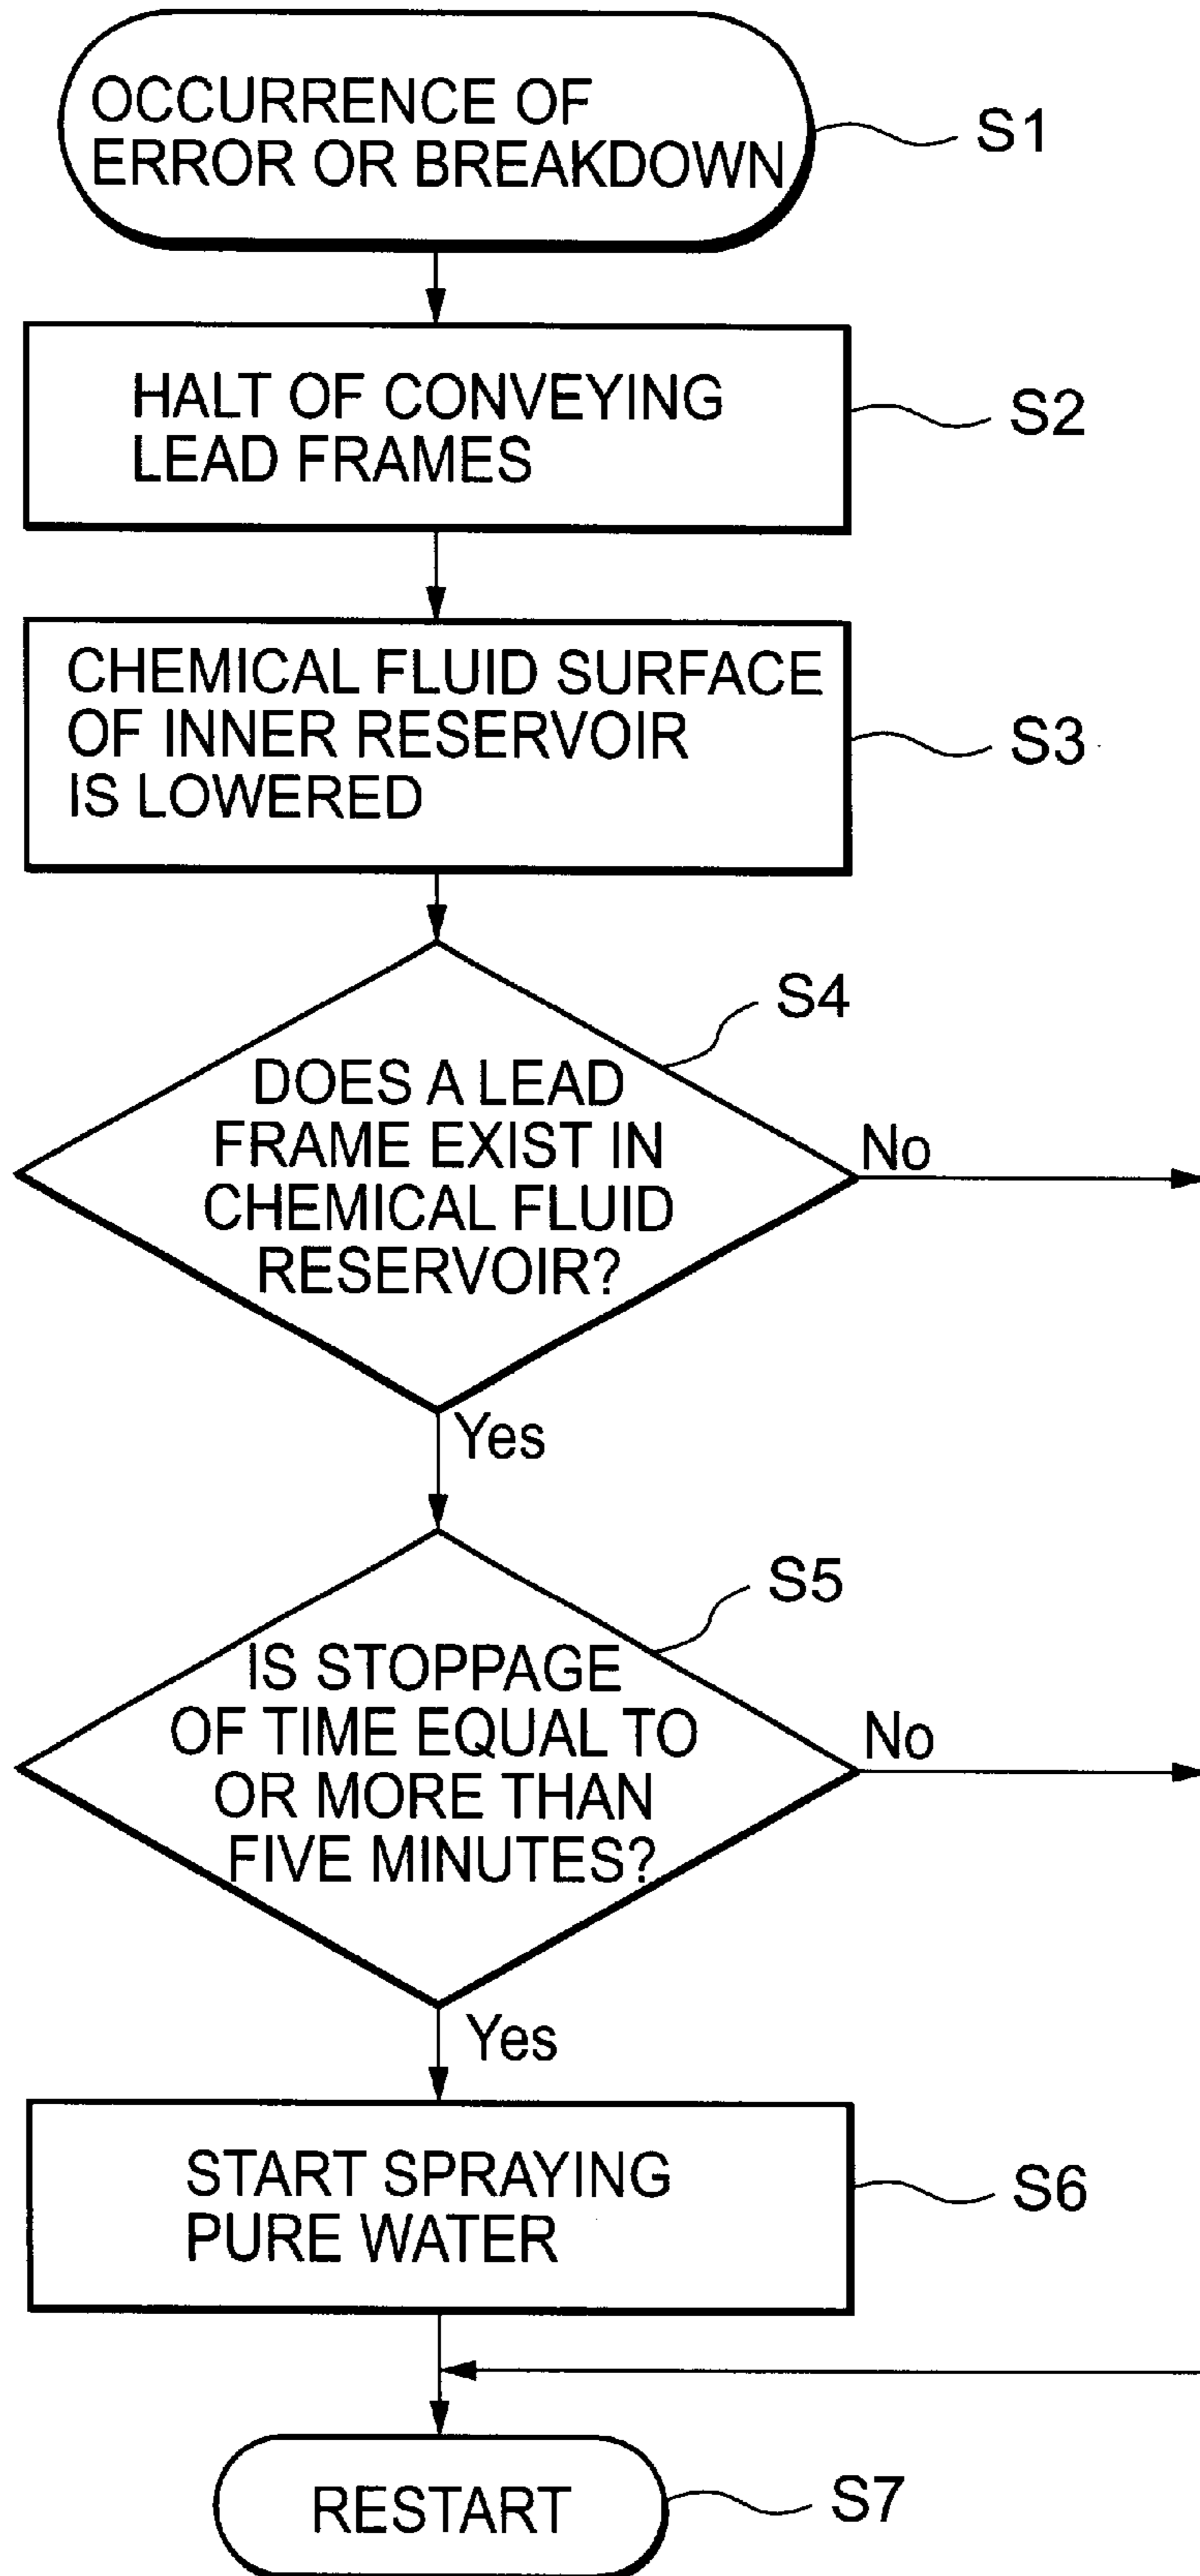 OCCURRENCE OF
ERROR OR BREAKDOWN
S1
HALT OF CONVEYING
LEAD FRAMES
S2
CHEMICAL FLUID SURFACE
OF INNER RESERVOIR
IS LOWERED
S3
S4
DOES A LEAD
FRAME EXIST IN
CHEMICAL FLUID
RESERVOIR?
No
Yes
S5
IS STOPPAGE
OF TIME EQUAL TO
OR MORE THAN
FIVE MINUTES?
No
Yes
START SPRAYING
PURE WATER
S6
RESTART
S7